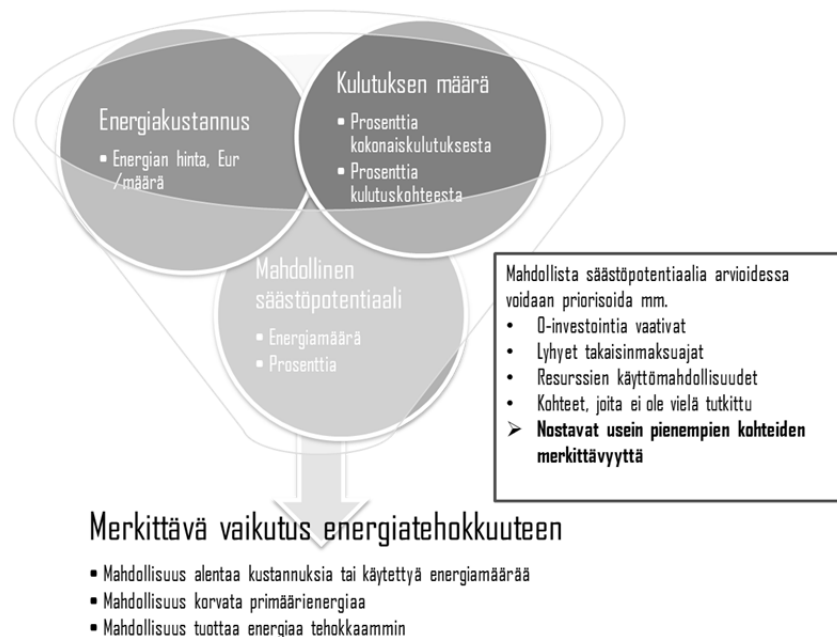 Energiakustannus
▪ Energian hinta, Eur
/määrä
Kulutuksen määrä
▪ Prosenttia
kokonaiskulutuksesta
▪ Prosenttia
kulutuskohteesta
Mahdollinen
säästöpotentiaali
▪ Energiamäärä
▪ Prosenttia
Mahdollista säästöpotentiaalia arvioidessa
voidaan priorisoida mm.
• 0-investointia vaativat
• Lyhyet takaisinmaksuajat
• Resurssien käyttömahdollisuudet
• Kohteet, joita ei ole vielä tutkittu
➢ Nostavat usein pienempien kohteiden
merkittävyyttä
Merkittävä vaikutus energiatehokkuuteen
▪ Mahdollisuus alentaa kustannuksia tai käytettyä energiamäärää
▪ Mahdollisuus korvata primäärienergiaa
▪ Mahdollisuus tuottaa energiaa tehokkaammin